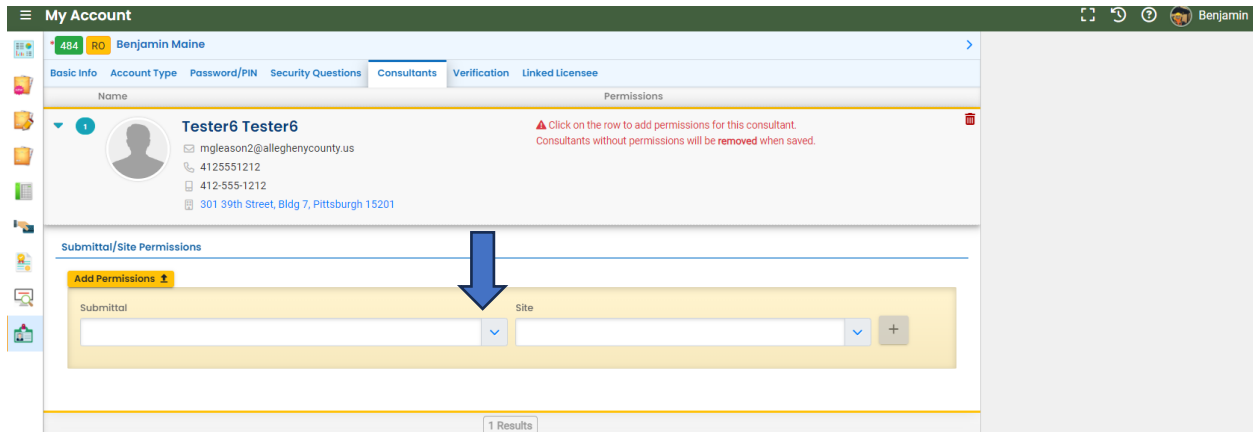 My Account
Benjamin
* 484 RO Benjamin Maine
Basic Info Account Type Password/PIN Security Questions Consultants Verification Linked Licensee
Name Permissions
1 Tester6 Tester6
mgleason2@alleghenycounty.us
4125551212
412-555-1212
301 39th Street, Bldg 7, Pittsburgh 15201
Click on the row to add permissions for this consultant.
Consultants without permissions will be removed when saved.
Submittal/Site Permissions
Add Permissions
Submittal Site
1 Results